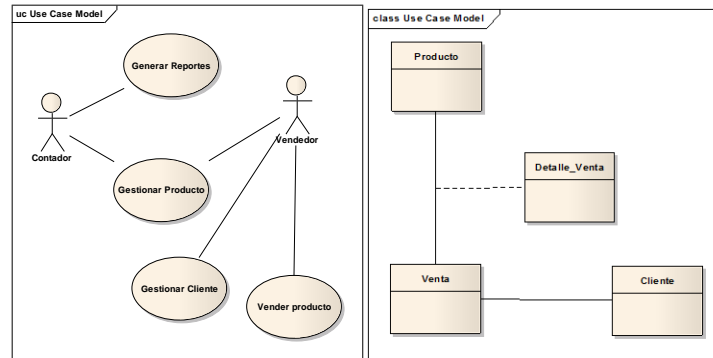 uc Use Case Model
Generar Reportes
Contador
Vendedor
Gestionar Producto
Gestionar Cliente
Vender producto
class Use Case Model
Producto
Detalle_Venta
Venta
Cliente